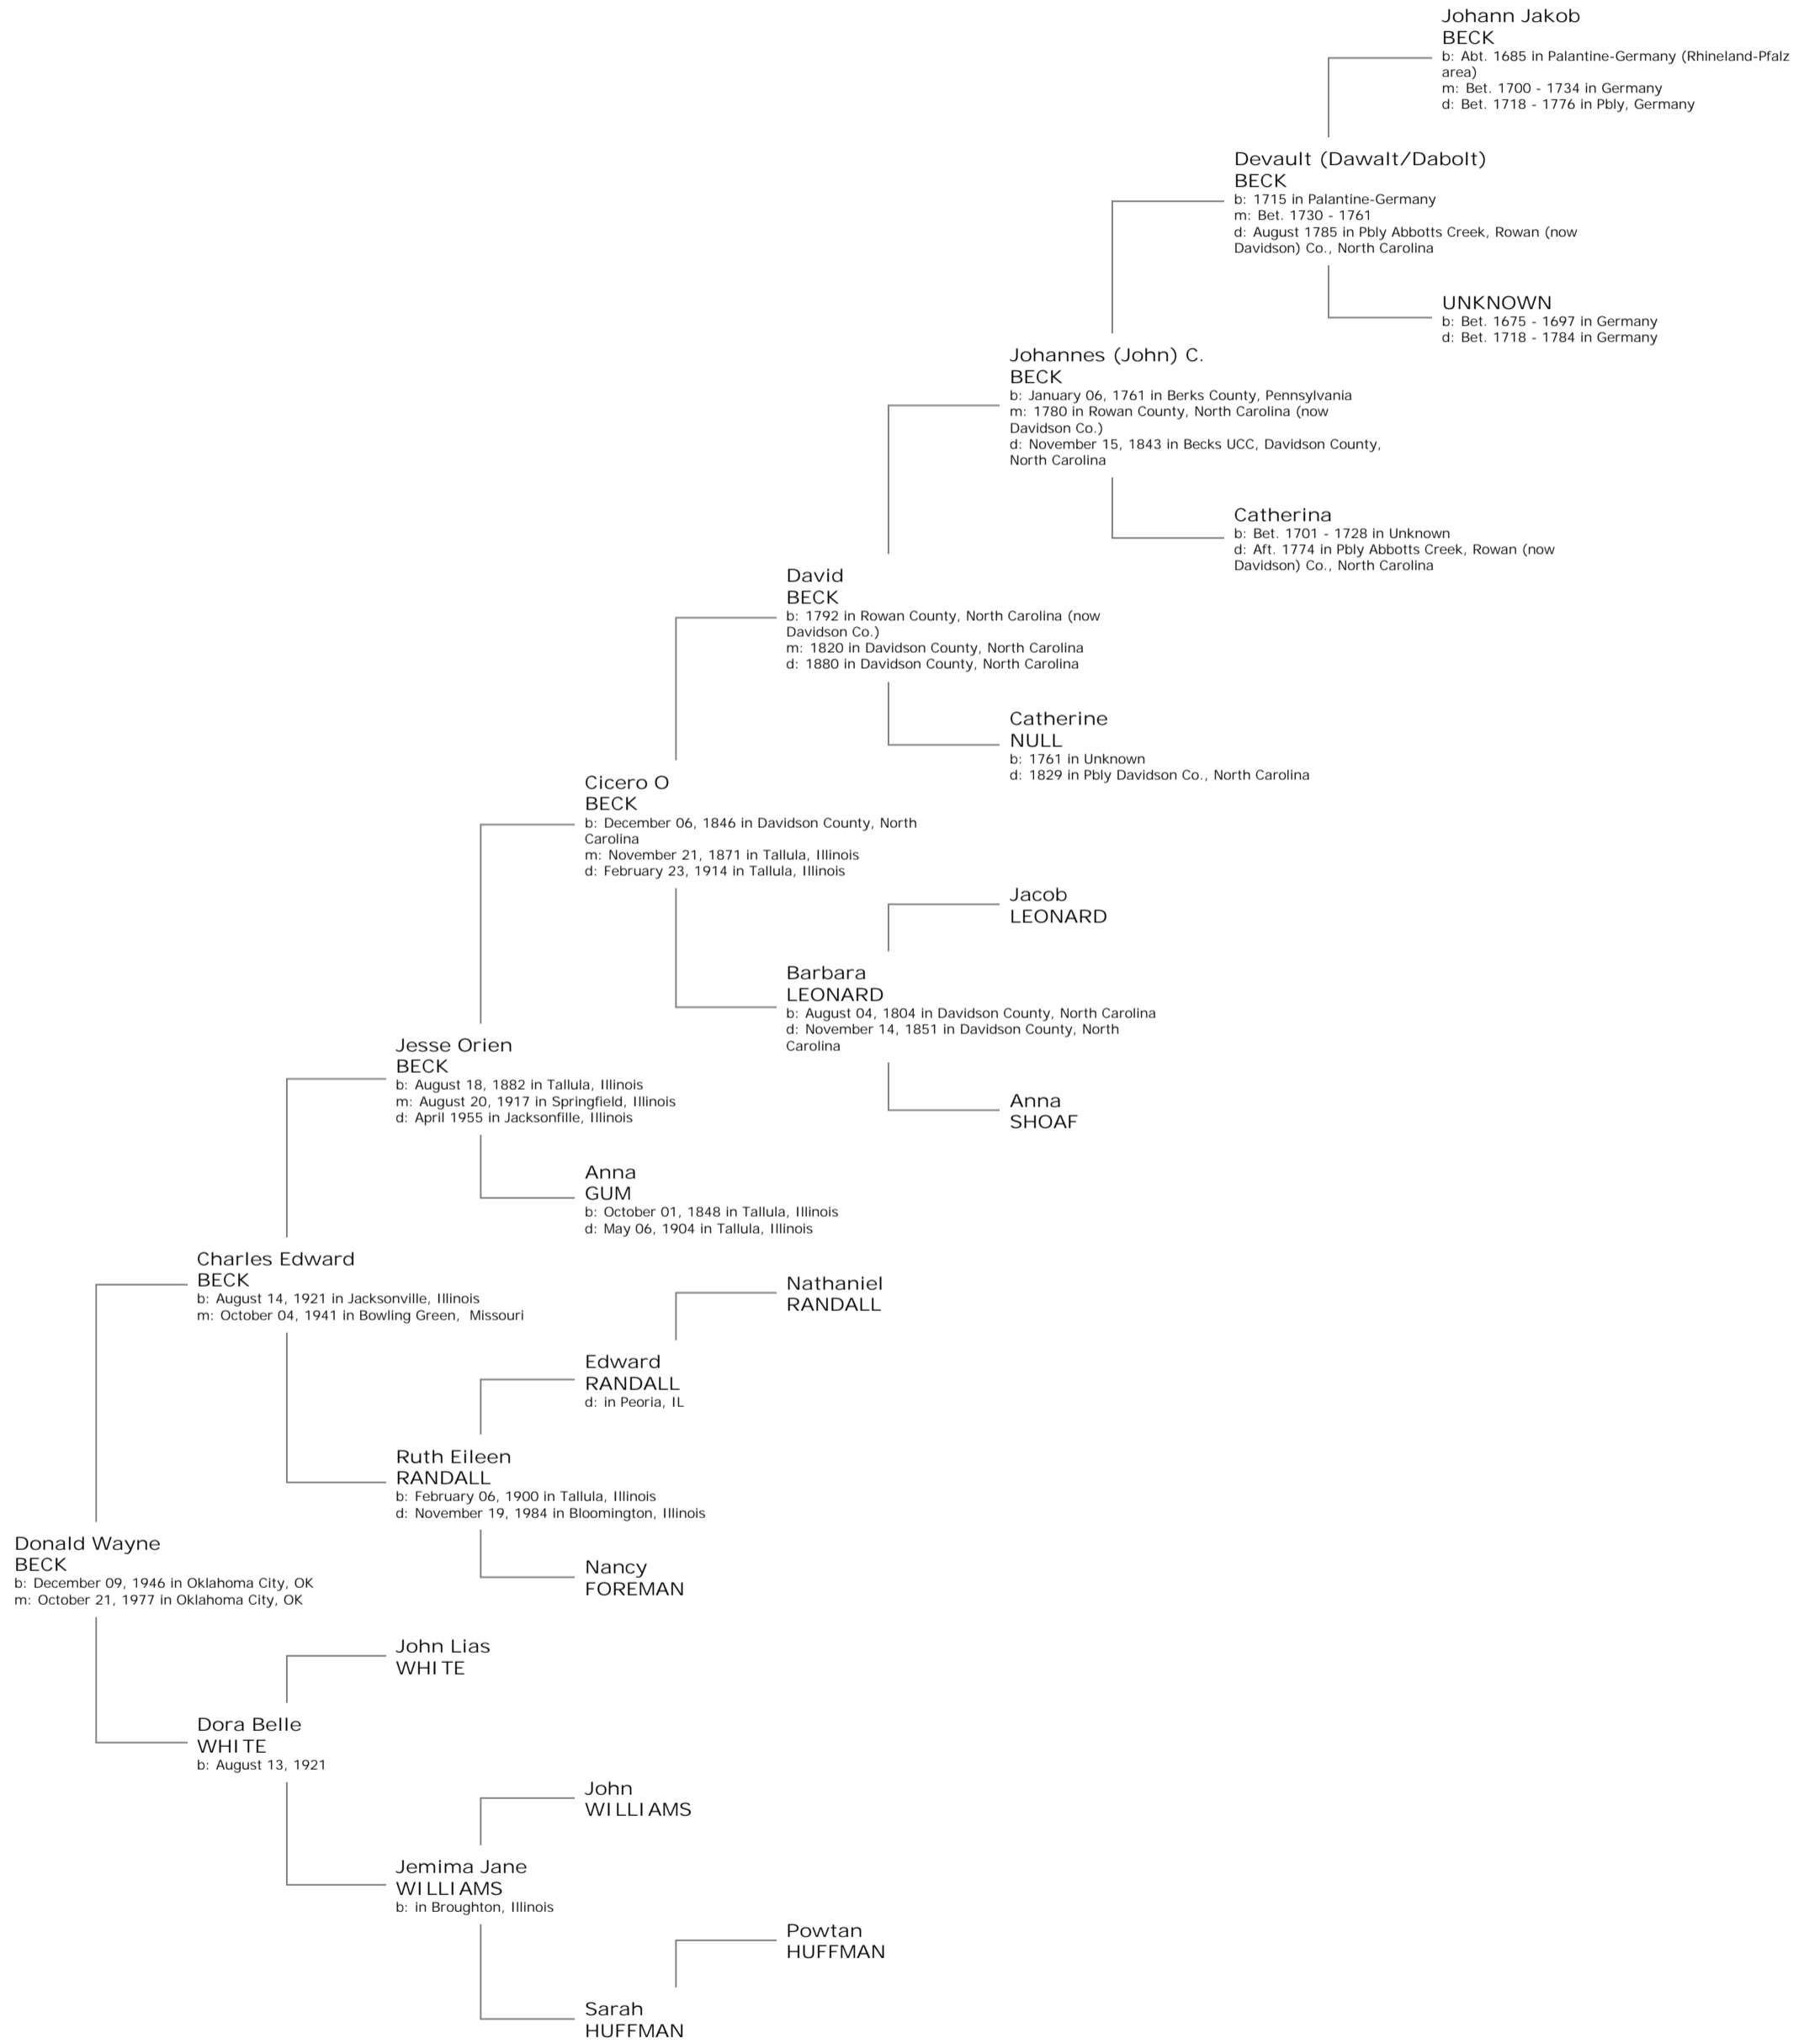 Johann Jakob
BECK
b: Abt. 1685 in Palantine-Germany (Rhineland-Pfalz
area)
m: Bet. 1700 - 1734 in Germany
d: Bet. 1718 - 1776 in Pbly, Germany
Devault (Dawalt/Dabolt)
BECK
b: 1715 in Palantine-Germany
m: Bet. 1730 - 1761
d: August 1785 in Pbly Abbotts Creek, Rowan (now
Davidson) Co., North Carolina
UNKNOWN
b: Bet. 1675 - 1697 in Germany
d: Bet. 1718 - 1784 in Germany
Johannes (John) C.
BECK
b: January 06, 1761 in Berks County, Pennsylvania
m: 1780 in Rowan County, North Carolina (now
Davidson Co.)
d: November 15, 1843 in Becks UCC, Davidson County,
North Carolina
Catherina
b: Bet. 1701 - 1728 in Unknown
d: Aft. 1774 in Pbly Abbotts Creek, Rowan (now
Davidson) Co., North Carolina
David
BECK
b: 1792 in Rowan County, North Carolina (now
Davidson Co.)
m: 1820 in Davidson County, North Carolina
d: 1880 in Davidson County, North Carolina
Catherine
NULL
b: 1761 in Unknown
d: 1829 in Pbly Davidson Co., North Carolina
Cicero O
BECK
b: December 06, 1846 in Davidson County, North
Carolina
m: November 21, 1871 in Tallula, Illinois
d: February 23, 1914 in Tallula, Illinois
Jacob
LEONARD
Barbara
LEONARD
b: August 04, 1804 in Davidson County, North Carolina
d: November 14, 1851 in Davidson County, North
Carolina
Jesse Orien
BECK
b: August 18, 1882 in Tallula, Illinois
m: August 20, 1917 in Springfield, Illinois
d: April 1955 in Jacksonfille, Illinois
Anna
SHOAF
Anna
GUM
b: October 01, 1848 in Tallula, Illinois
d: May 06, 1904 in Tallula, Illinois
Charles Edward
BECK
b: August 14, 1921 in Jacksonville, Illinois
m: October 04, 1941 in Bowling Green, Missouri
Nathaniel
RANDALL
Edward
RANDALL
d: in Peoria, IL
Ruth Eileen
RANDALL
b: February 06, 1900 in Tallula, Illinois
d: November 19, 1984 in Bloomington, Illinois
Donald Wayne
BECK
b: December 09, 1946 in Oklahoma City, OK
m: October 21, 1977 in Oklahoma City, OK
Nancy
FOREMAN
John Lias
WHITE
Dora Belle
WHITE
b: August 13, 1921
John
WILLIAMS
Jemima Jane
WILLIAMS
b: in Broughton, Illinois
Powtan
HUFFMAN
Sarah
HUFFMAN